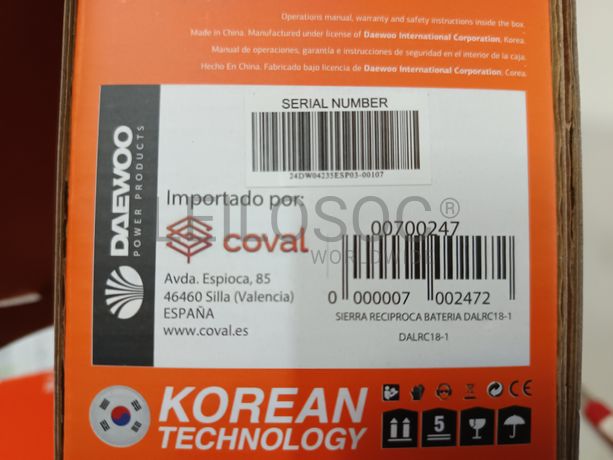 Operations manual, warranty and safety instructions inside the box.
Made in China. Manufactured under license of Daewoo International Corporation, Korea.
Manual de operaciones, garantía e instrucciones de seguridad en el interior de la caja.
Hecho En China. Fabricado bajo licencia de Daewoo International Corporation, Corea.
SERIAL NUMBER
24DW04235ESP03-00107
DAEWOO
POWER PRODUCTS
Importado por:
coval
Avda. Espioca, 85
46460 Silla (Valencia)
ESPAÑA
www.coval.es
LEILOSOC®
WORLDWIDE
00700247
0 000007 002472
SIERRA RECIPROCA BATERIA DALRC18-1
DALRC18-1
KOREAN
TECHNOLOGY
CE
5